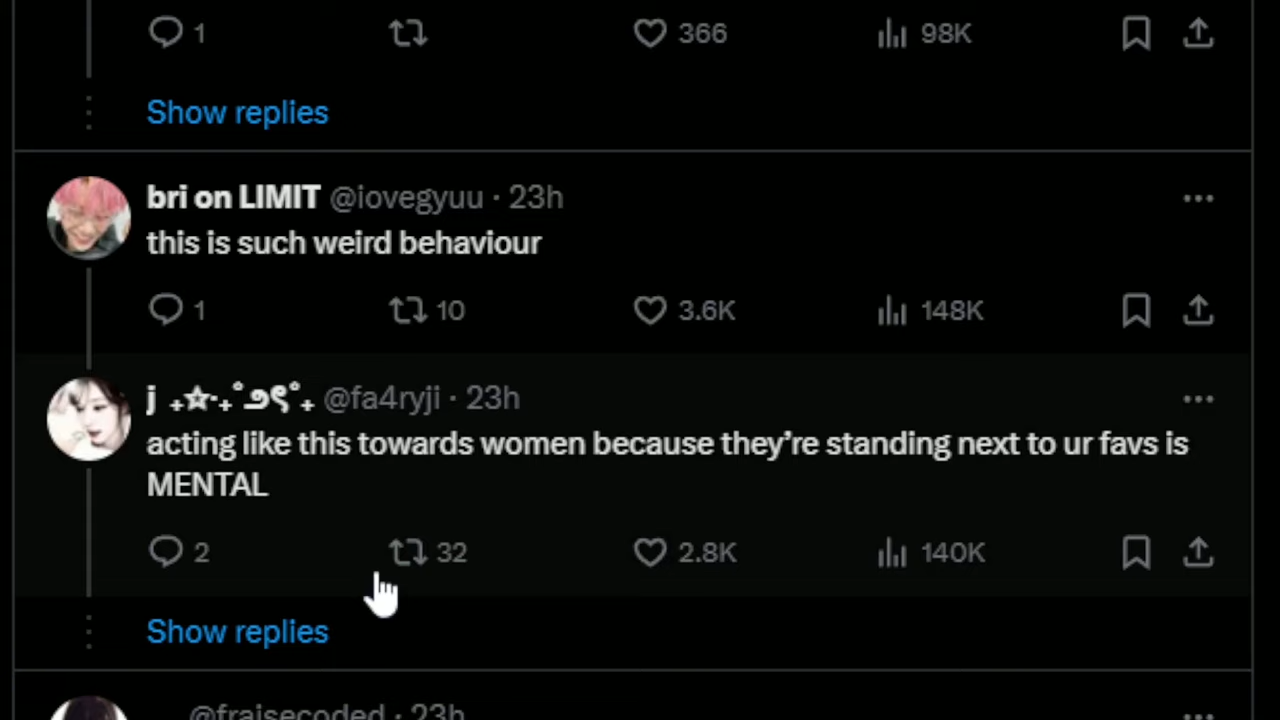 1 366 98K
Show replies
bri on LIMIT @iovegyuu · 23h
this is such weird behaviour
1 10 3.6K 148K
j ₊☆·₊˚౨ৎ˚₊ @fa4ryji · 23h
acting like this towards women because they’re standing next to ur favs is
MENTAL
2 32 2.8K 140K
Show replies
@fraisecoded · 23h